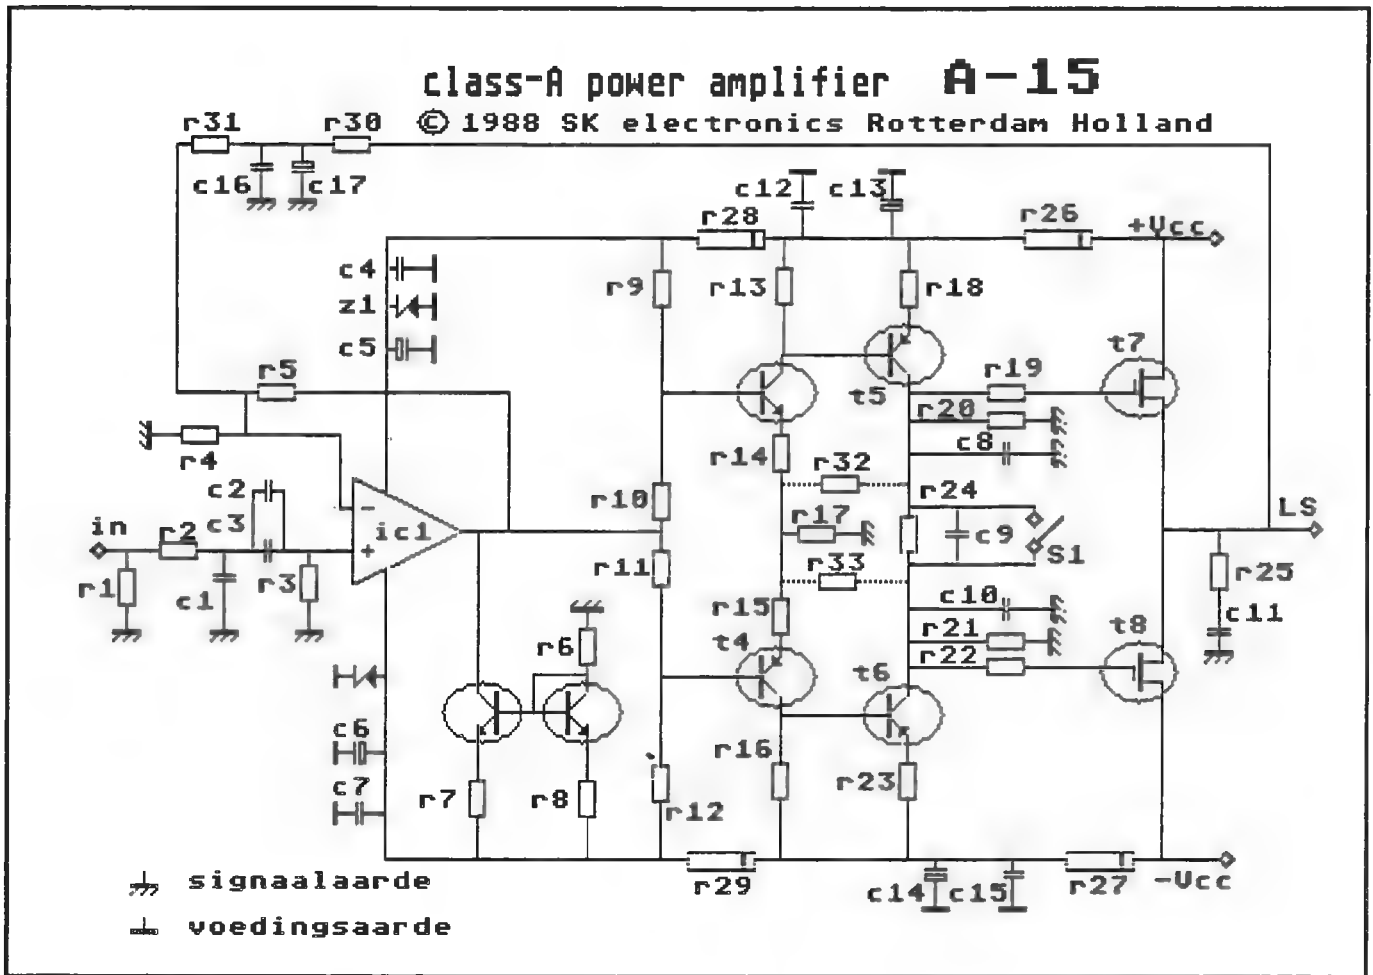 class-A power amplifier A-15
© 1988 SK electronics Rotterdam Holland
r31
r30
c16
c17
c12
c13
r28
r26
+Vcc
c4
z1
c5
r9
r13
r18
r5
t5
r19
t7
r20
r4
r14
c8
c2
c3
r32
r10
r24
in
r2
ic1
-
+
r17
c9
S1
LS
r1
c1
r3
r11
r33
r25
r15
c10
c11
r6
t4
r21
t8
r22
t6
c6
r16
r23
c7
r7
r8
r12
r29
c14
c15
r27
-Vcc
signaalaarde
voedingsaarde